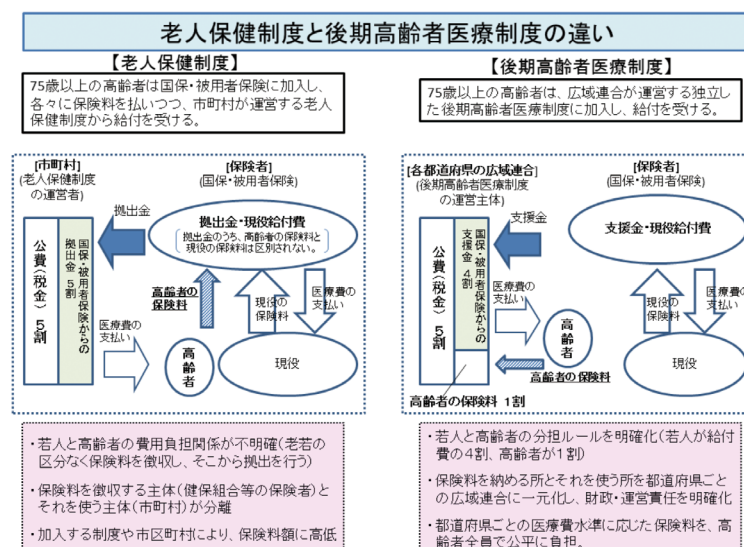 老人保健制度と後期高齢者医療制度の違い
【老人保健制度】
75歳以上の高齢者は国保・被用者保険に加入し、
各々に保険料を払いつつ、市町村が運営する老人
保健制度から給付を受ける。
[市町村]
(老人保健制度
の運営者)
[保険者]
(国保・被用者保険)
拠出金
拠出金・現役給付費
拠出金のうち、高齢者の保険料と
現役の保険料は区別されない。
公費(税金) 5割
国保・被用者保険からの
拠出金 5割
高齢者の
保険料
現役の
保険料
医療費の
支払い
医療費の
支払い
高齢者
現役
・若人と高齢者の費用負担関係が不明確(老若の
区分なく保険料を徴収し、そこから拠出を行う)
・保険料を徴収する主体(健保組合等の保険者)と
それを使う主体(市町村)が分離
・加入する制度や市区町村により、保険料額に高低
【後期高齢者医療制度】
75歳以上の高齢者は、広域連合が運営する独立し
た後期高齢者医療制度に加入し、給付を受ける。
[各都道府県の広域連合]
(後期高齢者医療制度
の運営主体)
[保険者]
(国保・被用者保険)
支援金
支援金・現役給付費
公費(税金) 5割
国保・被用者保険からの
支援金 4割
医療費の
支払い
高齢者
現役の
保険料
医療費の
支払い
現役
高齢者の保険料
高齢者の保険料 1割
・若人と高齢者の分担ルールを明確化(若人が給付
費の4割、高齢者が1割)
・保険料を納める所とそれを使う所を都道府県ごと
の広域連合に一元化し、財政・運営責任を明確化
・都道府県ごとの医療費水準に応じた保険料を、高
齢者全員で公平に負担。